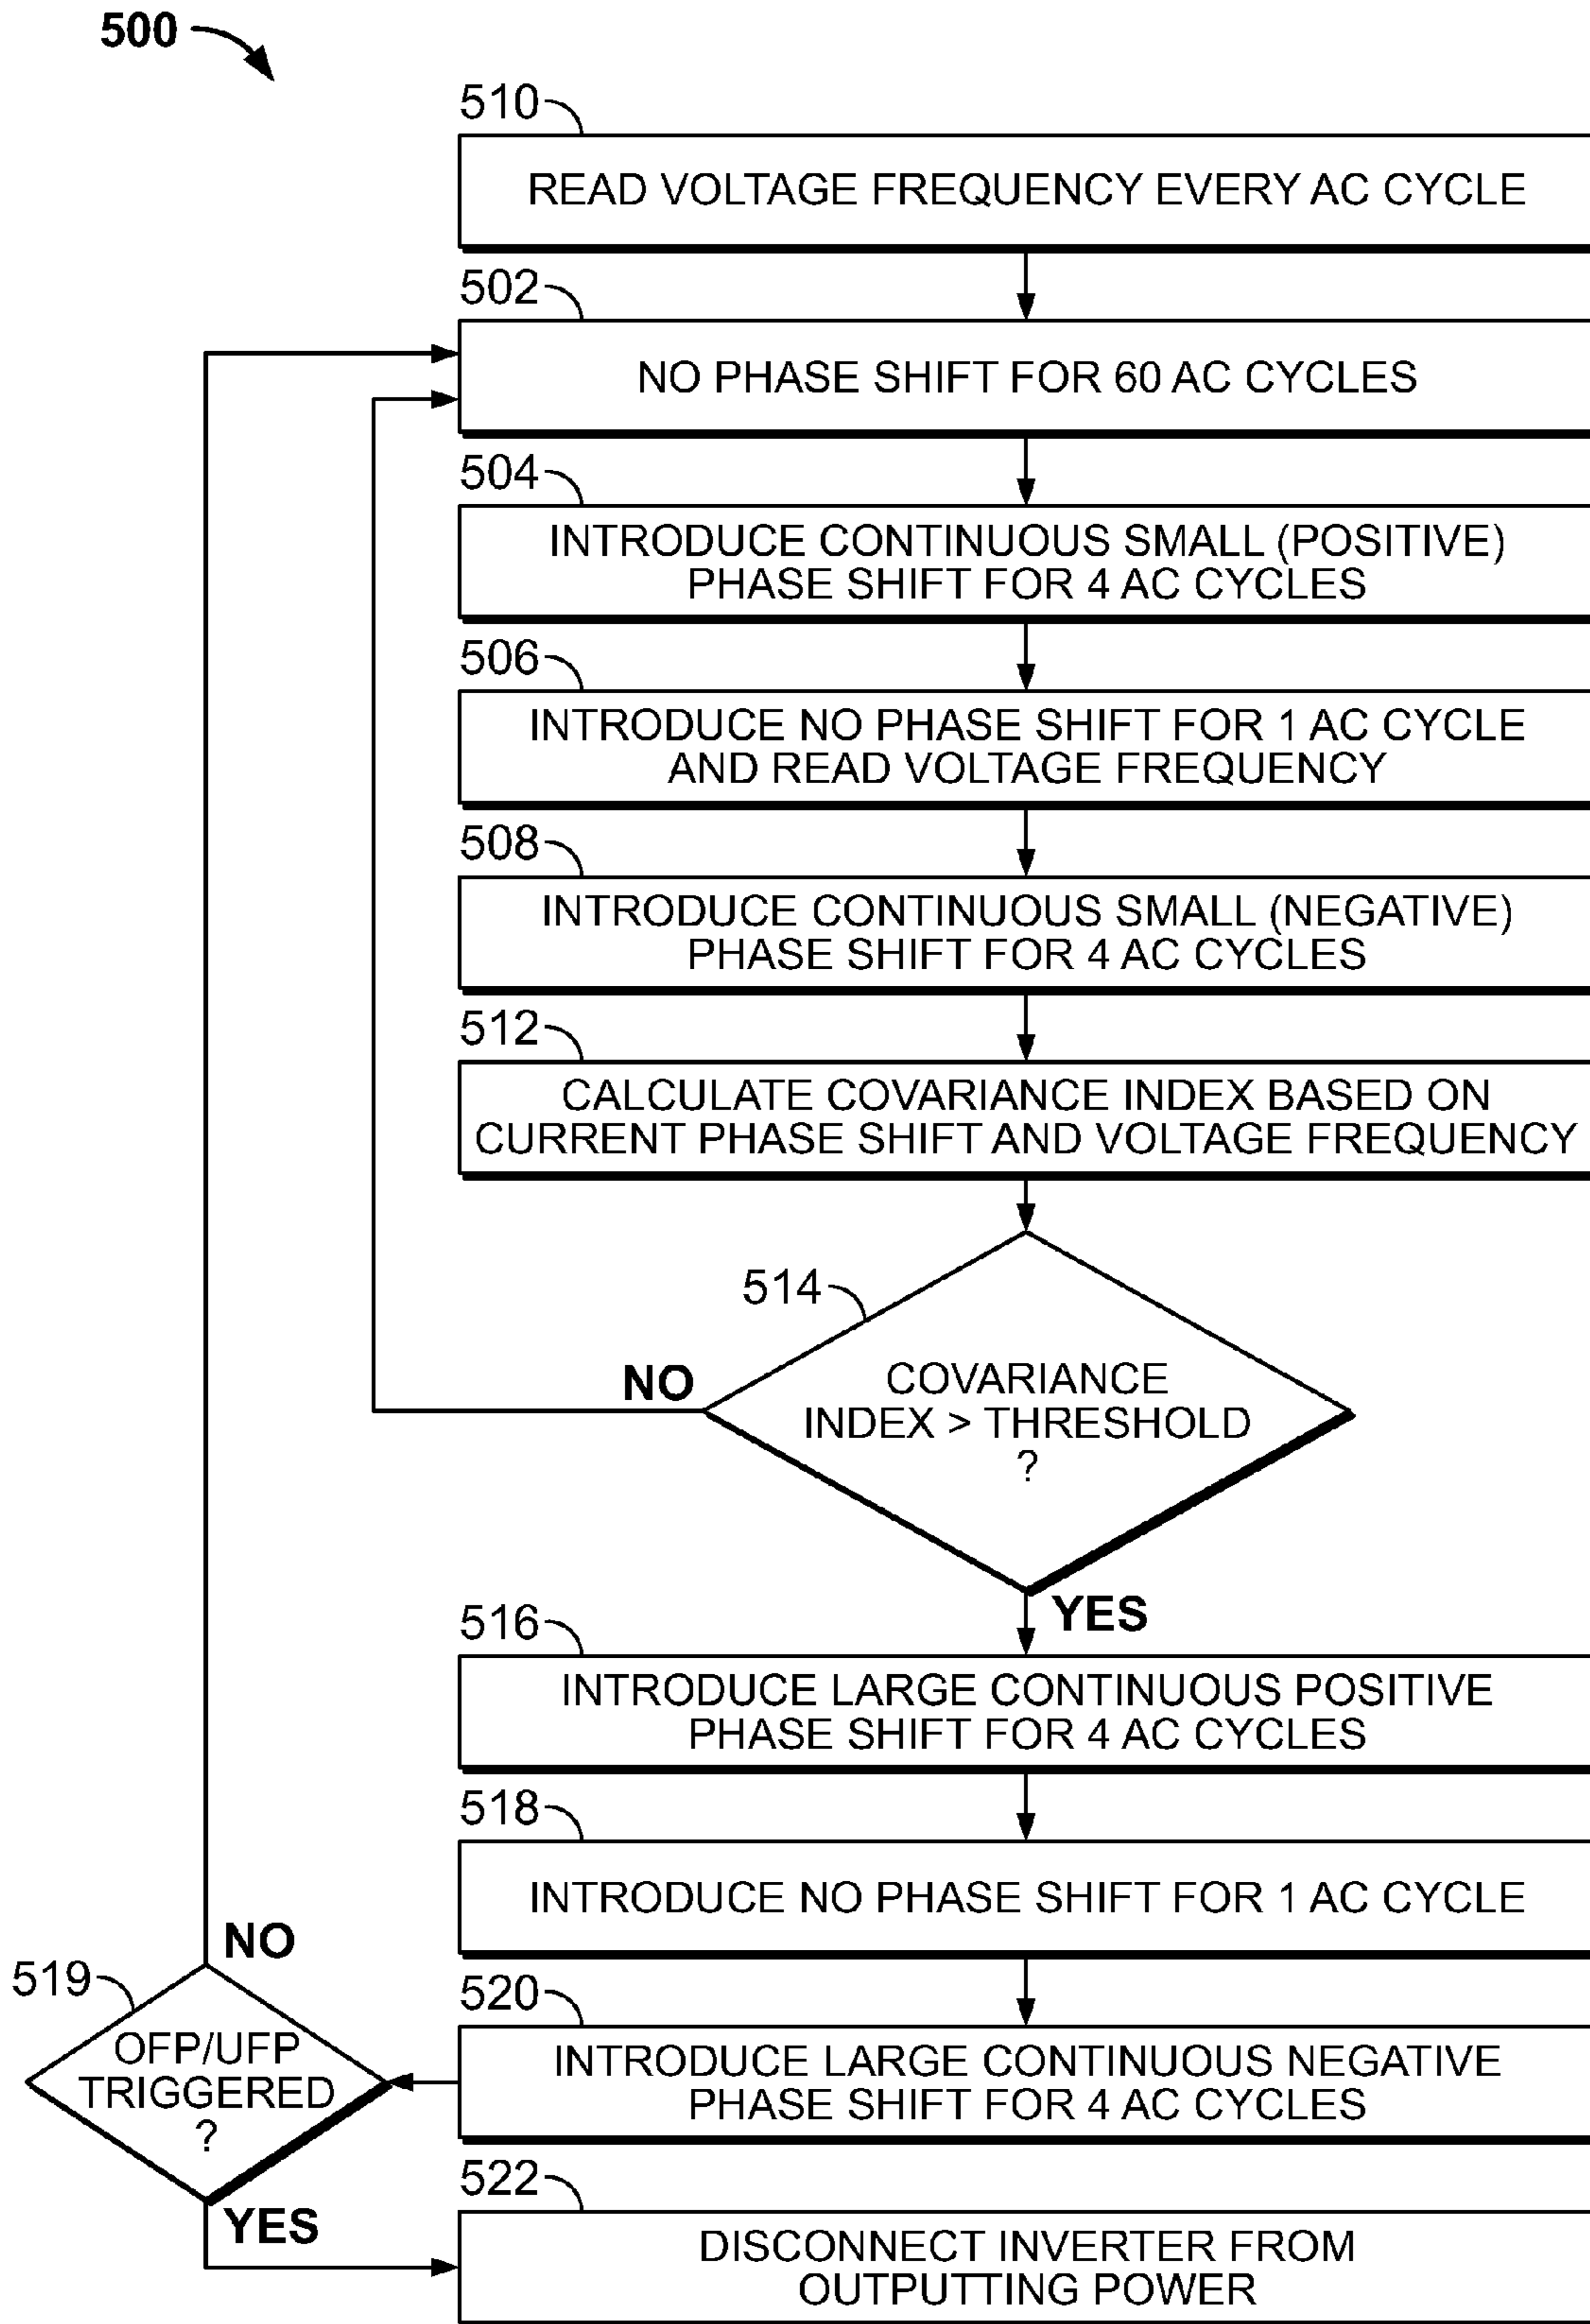 500
510
READ VOLTAGE FREQUENCY EVERY AC CYCLE
502
NO PHASE SHIFT FOR 60 AC CYCLES
504
INTRODUCE CONTINUOUS SMALL (POSITIVE)
PHASE SHIFT FOR 4 AC CYCLES
506
INTRODUCE NO PHASE SHIFT FOR 1 AC CYCLE
AND READ VOLTAGE FREQUENCY
508
INTRODUCE CONTINUOUS SMALL (NEGATIVE)
PHASE SHIFT FOR 4 AC CYCLES
512
CALCULATE COVARIANCE INDEX BASED ON
CURRENT PHASE SHIFT AND VOLTAGE FREQUENCY
514
NO
COVARIANCE
INDEX > THRESHOLD
?
YES
516
INTRODUCE LARGE CONTINUOUS POSITIVE
PHASE SHIFT FOR 4 AC CYCLES
518
INTRODUCE NO PHASE SHIFT FOR 1 AC CYCLE
NO
519
OFP/UFP
TRIGGERED
?
YES
520
INTRODUCE LARGE CONTINUOUS NEGATIVE
PHASE SHIFT FOR 4 AC CYCLES
522
DISCONNECT INVERTER FROM
OUTPUTTING POWER